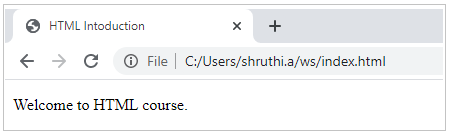 HTML Intoduction
File C:/Users/shruthi.a/ws/index.html
Welcome to HTML course.